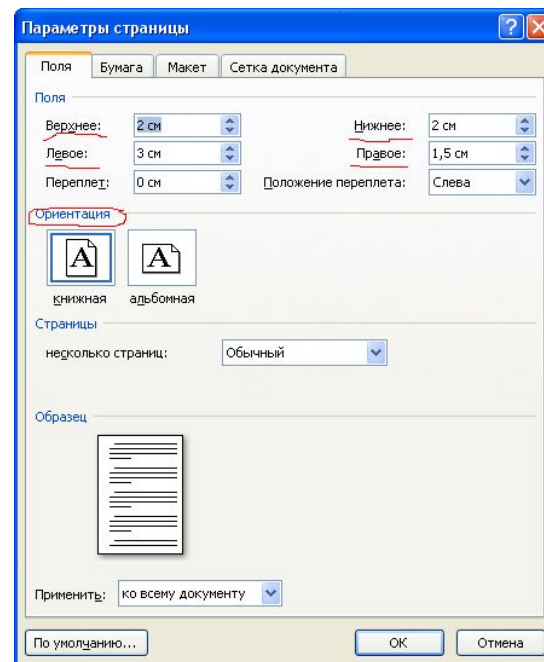 Параметры страницы
Поля Бумага Макет Сетка документа
Поля
Верхнее: 2 см Нижнее: 2 см
Левое: 3 см Правое: 1,5 см
Переплет: 0 см Положение переплета: Слева
Ориентация
A A
книжная альбомная
Страницы
несколько страниц: Обычный
Образец
Применить: ко всему документу
По умолчанию... ОК Отмена